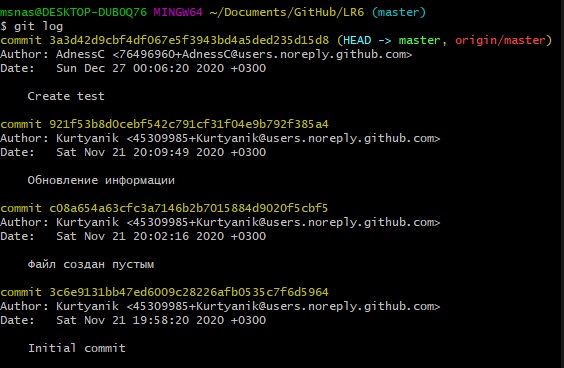 msnas@DESKTOP-DUBOQ76 MINGW64 ~/Documents/GitHub/LR6 (master)
$ git log
commit 3a3d42d9cbf4df067e5f3943bd4a5ded235d15d8 (HEAD -> master, origin/master)
Author: AdnessC <76496960+AdnessC@users.noreply.github.com>
Date:   Sun Dec 27 00:06:20 2020 +0300
Create test
commit 921f53b8d0cebf542c791cf31f04e9b792f385a4
Author: Kurtyanik <45309985+Kurtyanik@users.noreply.github.com>
Date:   Sat Nov 21 20:09:49 2020 +0300
Обновление информации
commit c08a654a63cfc3a7146b2b7015884d9020f5cbf5
Author: Kurtyanik <45309985+Kurtyanik@users.noreply.github.com>
Date:   Sat Nov 21 20:02:16 2020 +0300
Файл создан пустым
commit 3c6e9131bb47ed6009c28226afb0535c7f6d5964
Author: Kurtyanik <45309985+Kurtyanik@users.noreply.github.com>
Date:   Sat Nov 21 19:58:20 2020 +0300
Initial commit